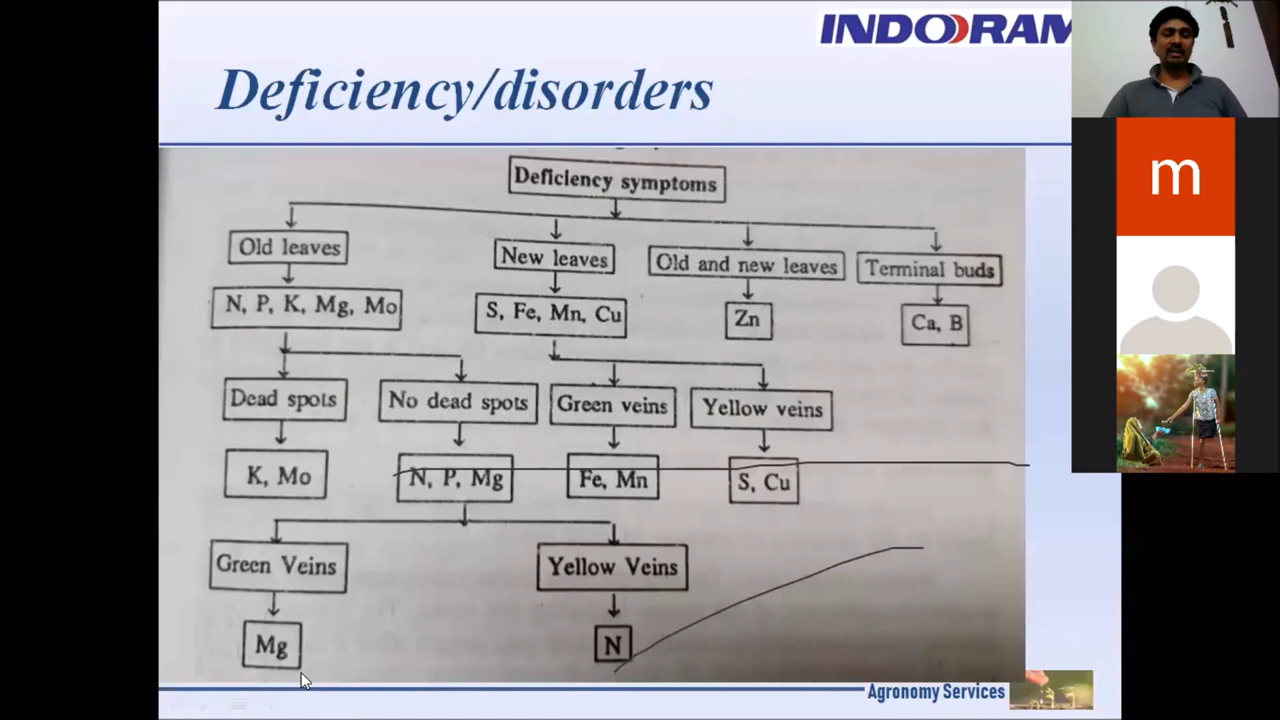 INDORAM
Deficiency/disorders
m
Deficiency symptoms
Old leaves
New leaves
Old and new leaves
Terminal buds
N, P, K, Mg, Mo
S, Fe, Mn, Cu
Zn
Ca, B
Dead spots
No dead spots
Green veins
Yellow veins
K, Mo
N, P, Mg
Fe, Mn
S, Cu
Green Veins
Yellow Veins
Mg
N
Agronomy Services